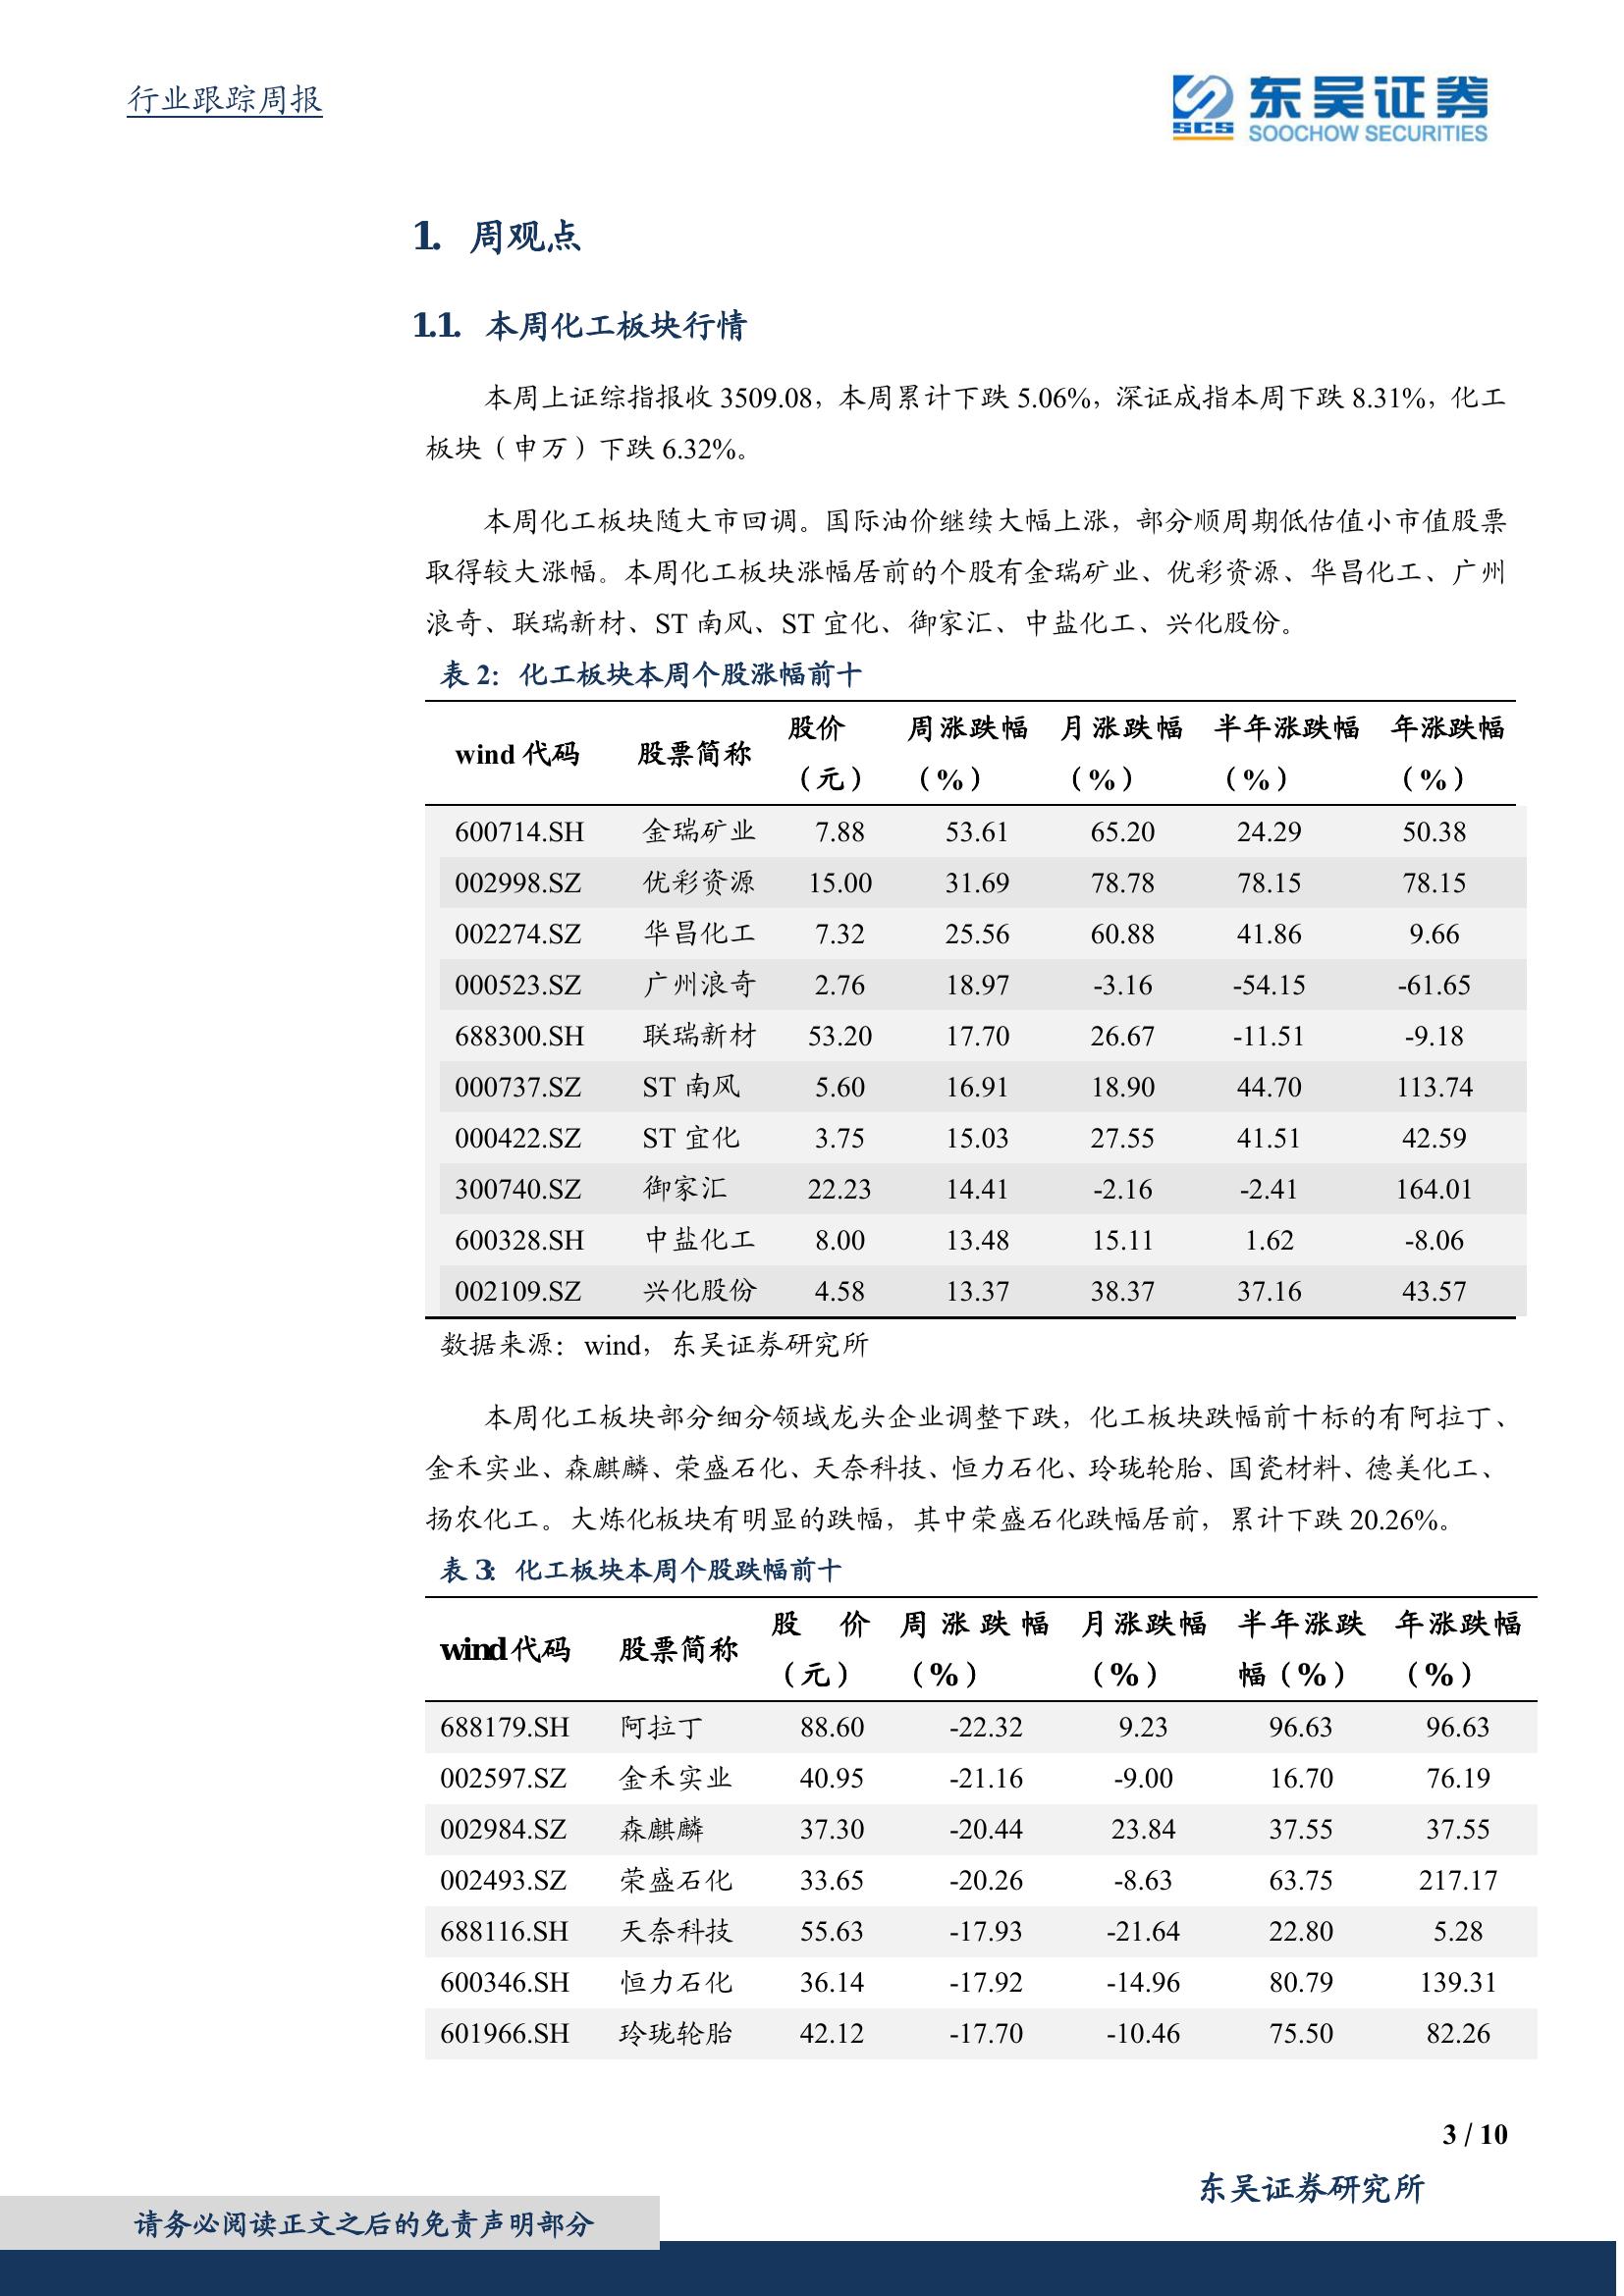 行业跟踪周报
SCS 东吴证券
SOOCHOW SECURITIES
1. 周观点
1.1. 本周化工板块行情
本周上证综指报收 3509.08，本周累计下跌 5.06%，深证成指本周下跌 8.31%，化工
板块（申万）下跌 6.32%。
本周化工板块随大市回调。国际油价继续大幅上涨，部分顺周期低估值小市值股票
取得较大涨幅。本周化工板块涨幅居前的个股有金瑞矿业、优彩资源、华昌化工、广州
浪奇、联瑞新材、ST 南风、ST 宜化、御家汇、中盐化工、兴化股份。
表 2：化工板块本周个股涨幅前十
wind 代码 股票简称 股价（元） 周涨跌幅（%） 月涨跌幅（%） 半年涨跌幅（%） 年涨跌幅（%）
600714.SH 金瑞矿业 7.88 53.61 65.20 24.29 50.38
002998.SZ 优彩资源 15.00 31.69 78.78 78.15 78.15
002274.SZ 华昌化工 7.32 25.56 60.88 41.86 9.66
000523.SZ 广州浪奇 2.76 18.97 -3.16 -54.15 -61.65
688300.SH 联瑞新材 53.20 17.70 26.67 -11.51 -9.18
000737.SZ ST 南风 5.60 16.91 18.90 44.70 113.74
000422.SZ ST 宜化 3.75 15.03 27.55 41.51 42.59
300740.SZ 御家汇 22.23 14.41 -2.16 -2.41 164.01
600328.SH 中盐化工 8.00 13.48 15.11 1.62 -8.06
002109.SZ 兴化股份 4.58 13.37 38.37 37.16 43.57
数据来源：wind，东吴证券研究所
本周化工板块部分细分领域龙头企业调整下跌，化工板块跌幅前十标的有阿拉丁、
金禾实业、森麒麟、荣盛石化、天奈科技、恒力石化、玲珑轮胎、国瓷材料、德美化工、
扬农化工。大炼化板块有明显的跌幅，其中荣盛石化跌幅居前，累计下跌 20.26%。
表 3：化工板块本周个股跌幅前十
wind 代码 股票简称 股价（元） 周涨跌幅（%） 月涨跌幅（%） 半年涨跌幅（%） 年涨跌幅（%）
688179.SH 阿拉丁 88.60 -22.32 9.23 96.63 96.63
002597.SZ 金禾实业 40.95 -21.16 -9.00 16.70 76.19
002984.SZ 森麒麟 37.30 -20.44 23.84 37.55 37.55
002493.SZ 荣盛石化 33.65 -20.26 -8.63 63.75 217.17
688116.SH 天奈科技 55.63 -17.93 -21.64 22.80 5.28
600346.SH 恒力石化 36.14 -17.92 -14.96 80.79 139.31
601966.SH 玲珑轮胎 42.12 -17.70 -10.46 75.50 82.26
3 / 10
东吴证券研究所
请务必阅读正文之后的免责声明部分